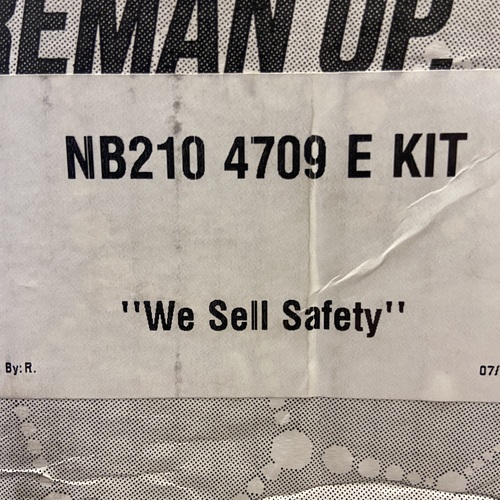 REMAN UP.
NB210 4709 E KIT
"We Sell Safety"
By: R.
07/